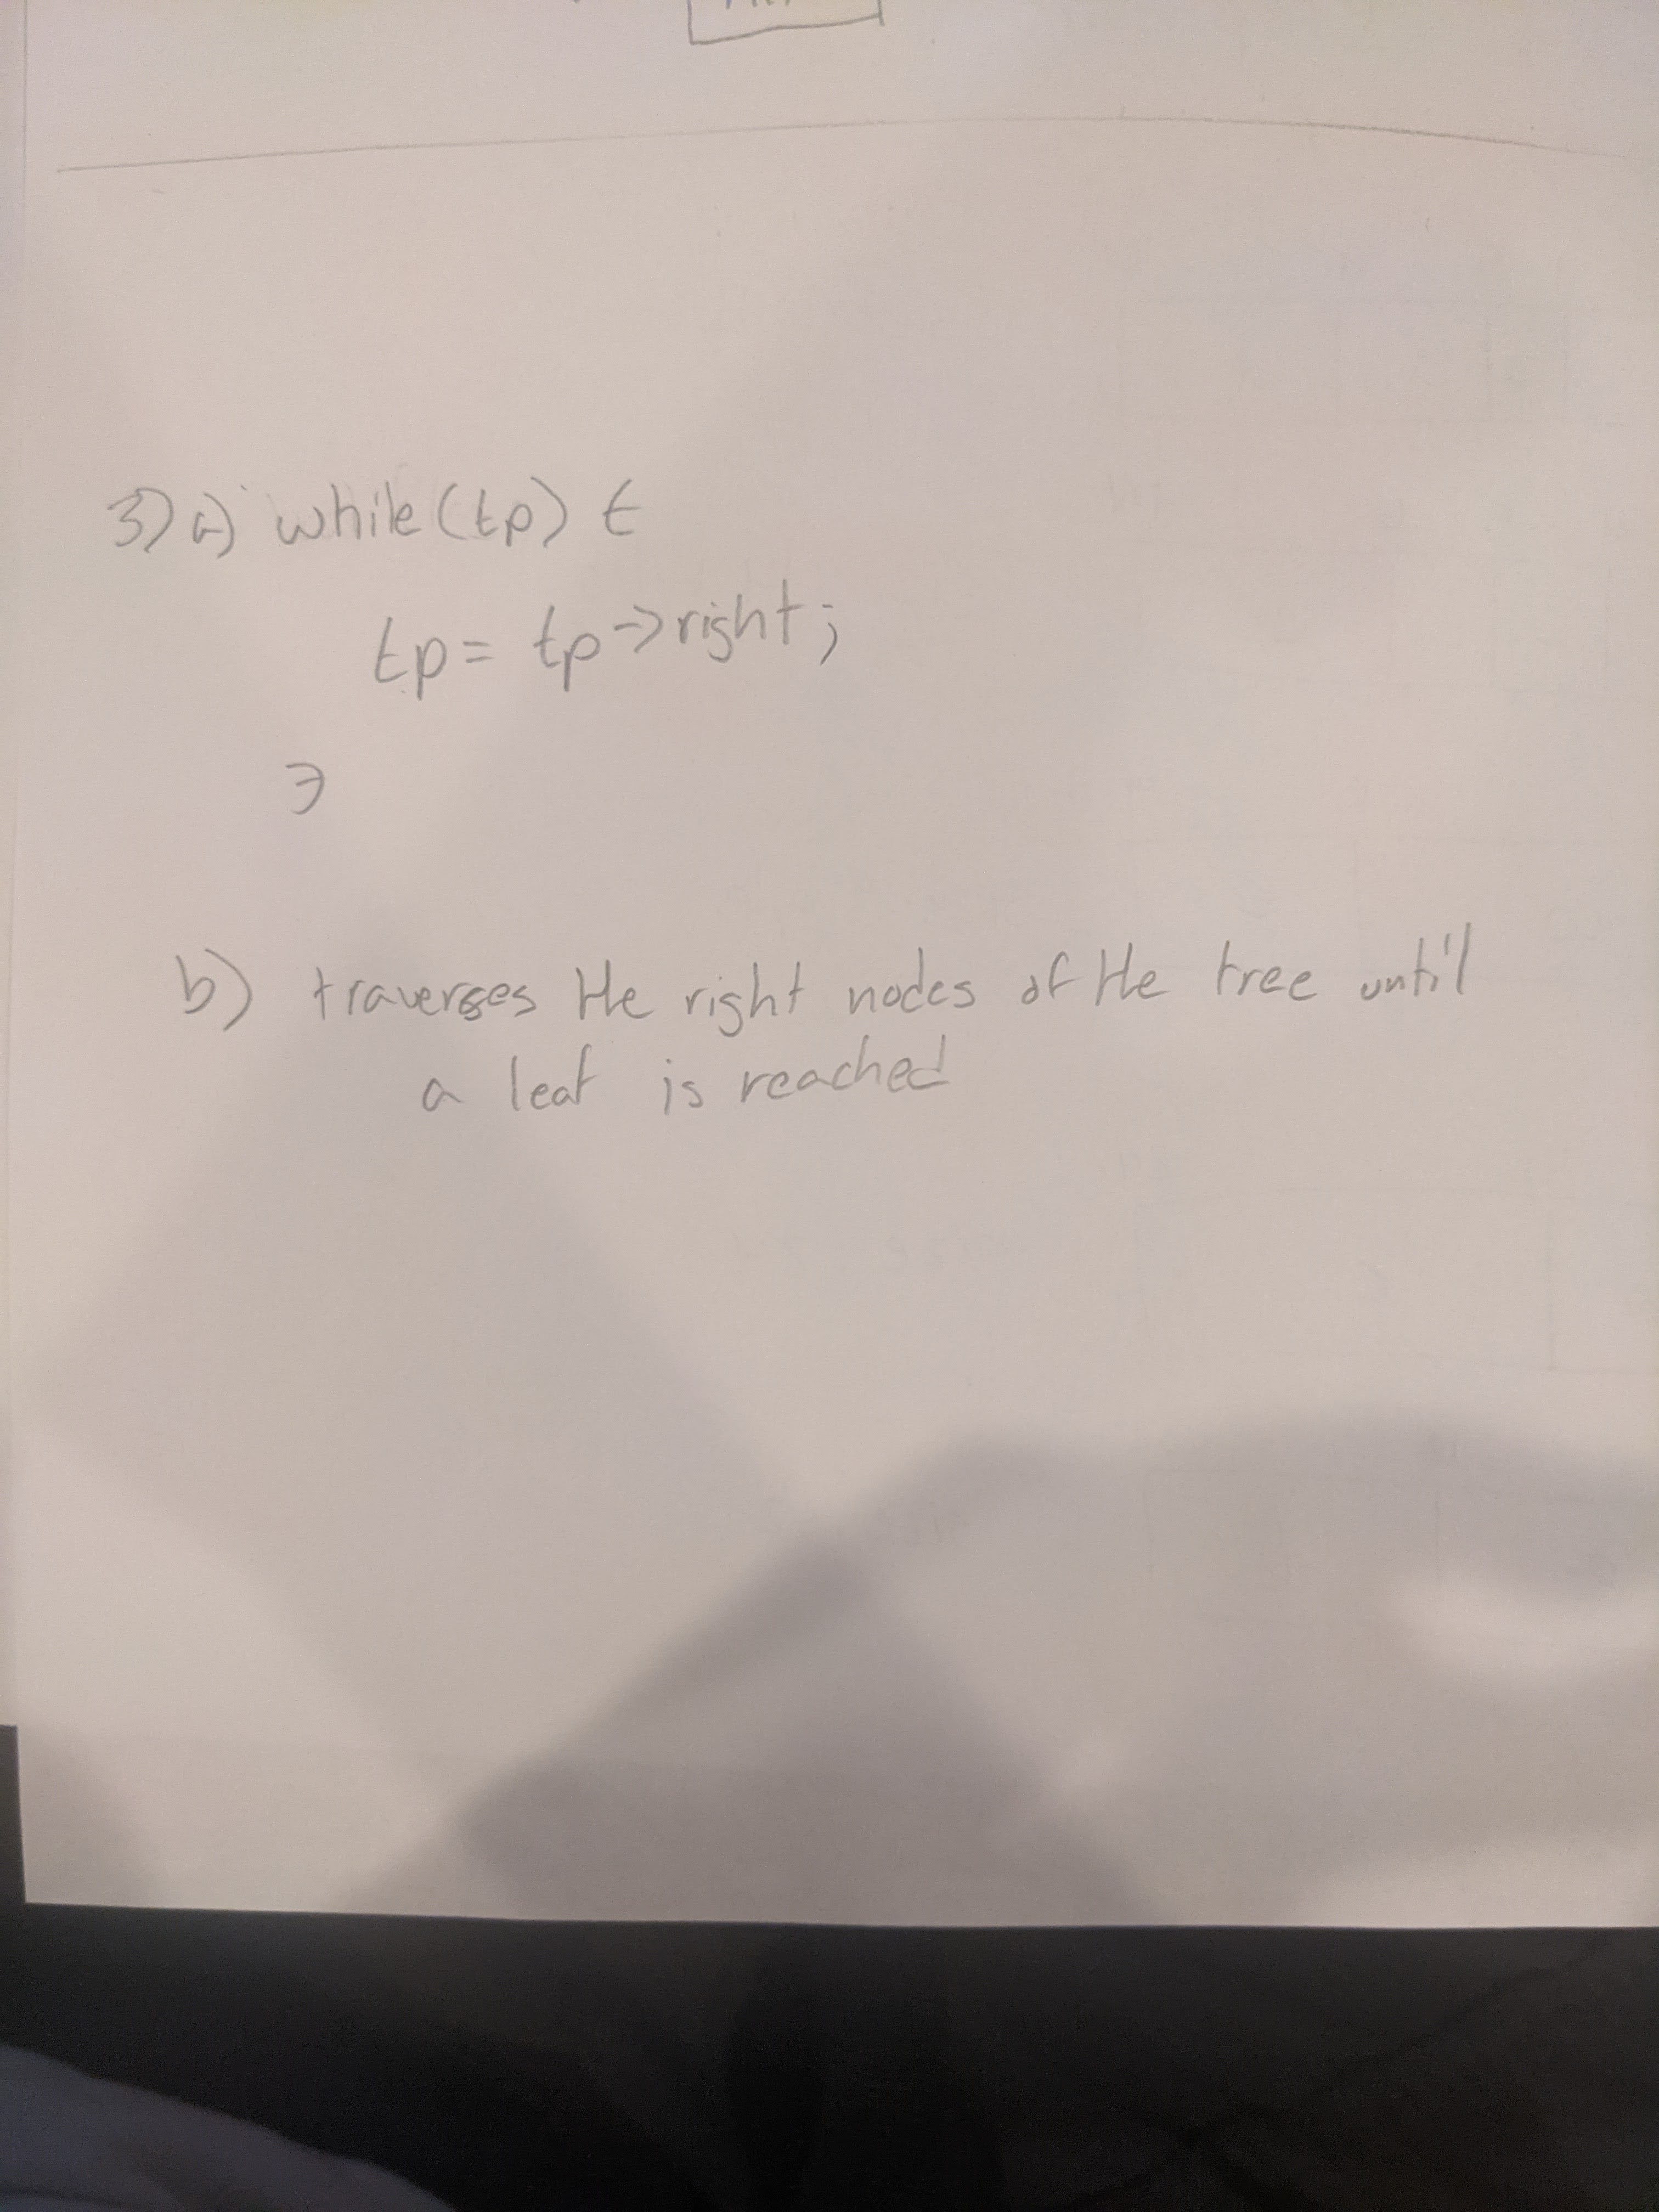 3) a) while(tp) {
tp = tp->right;
}
b) traverses the right nodes of the tree until
a leaf is reached